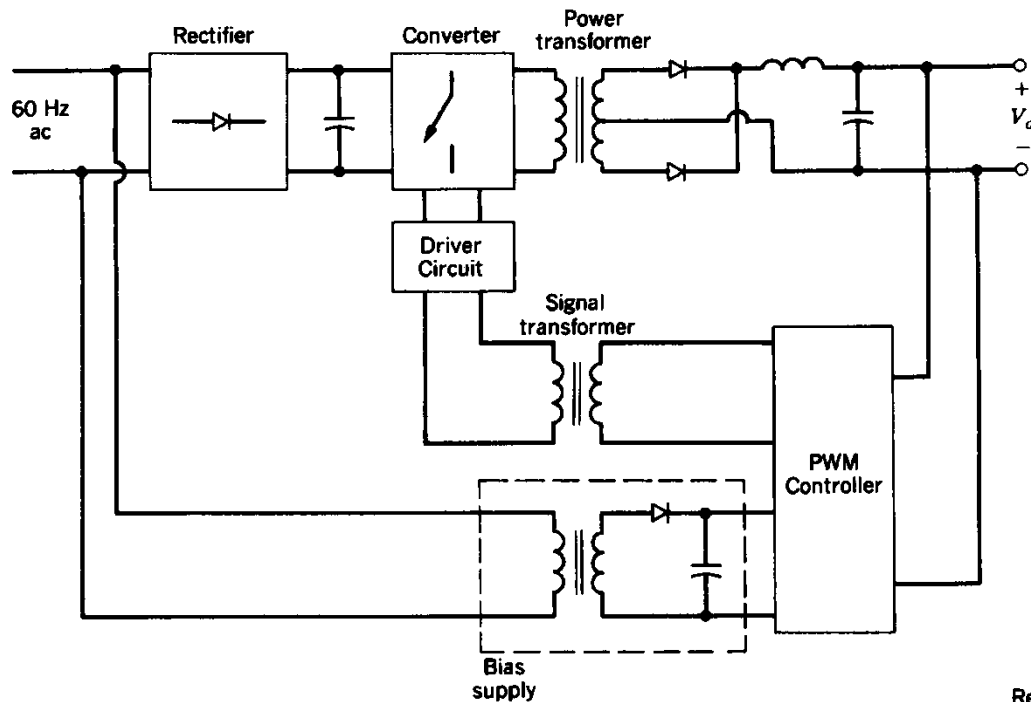 Power
transformer
Rectifier
Converter
60 Hz
ac
+
V
−
Driver
Circuit
Signal
transformer
PWM
Controller
Bias
supply